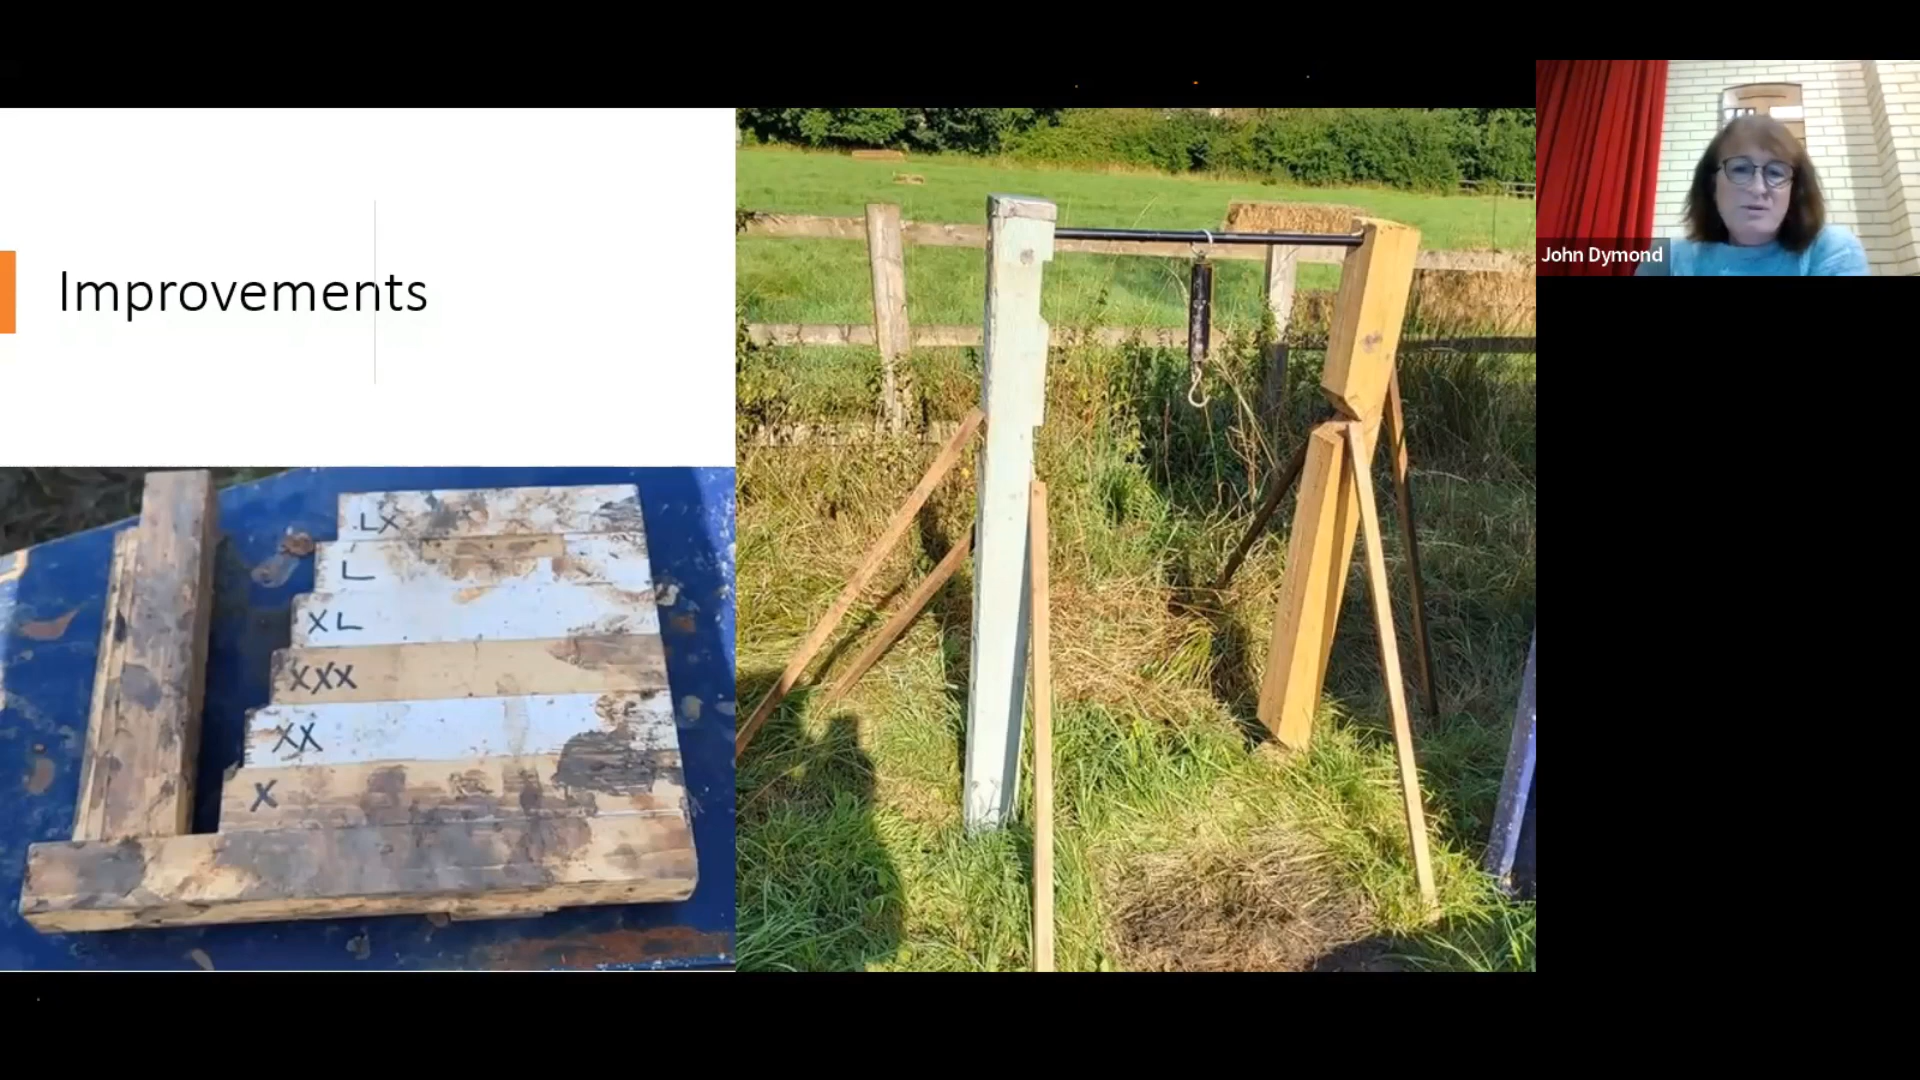 Improvements
LX
L
XL
XXX
XX
X
John Dymond